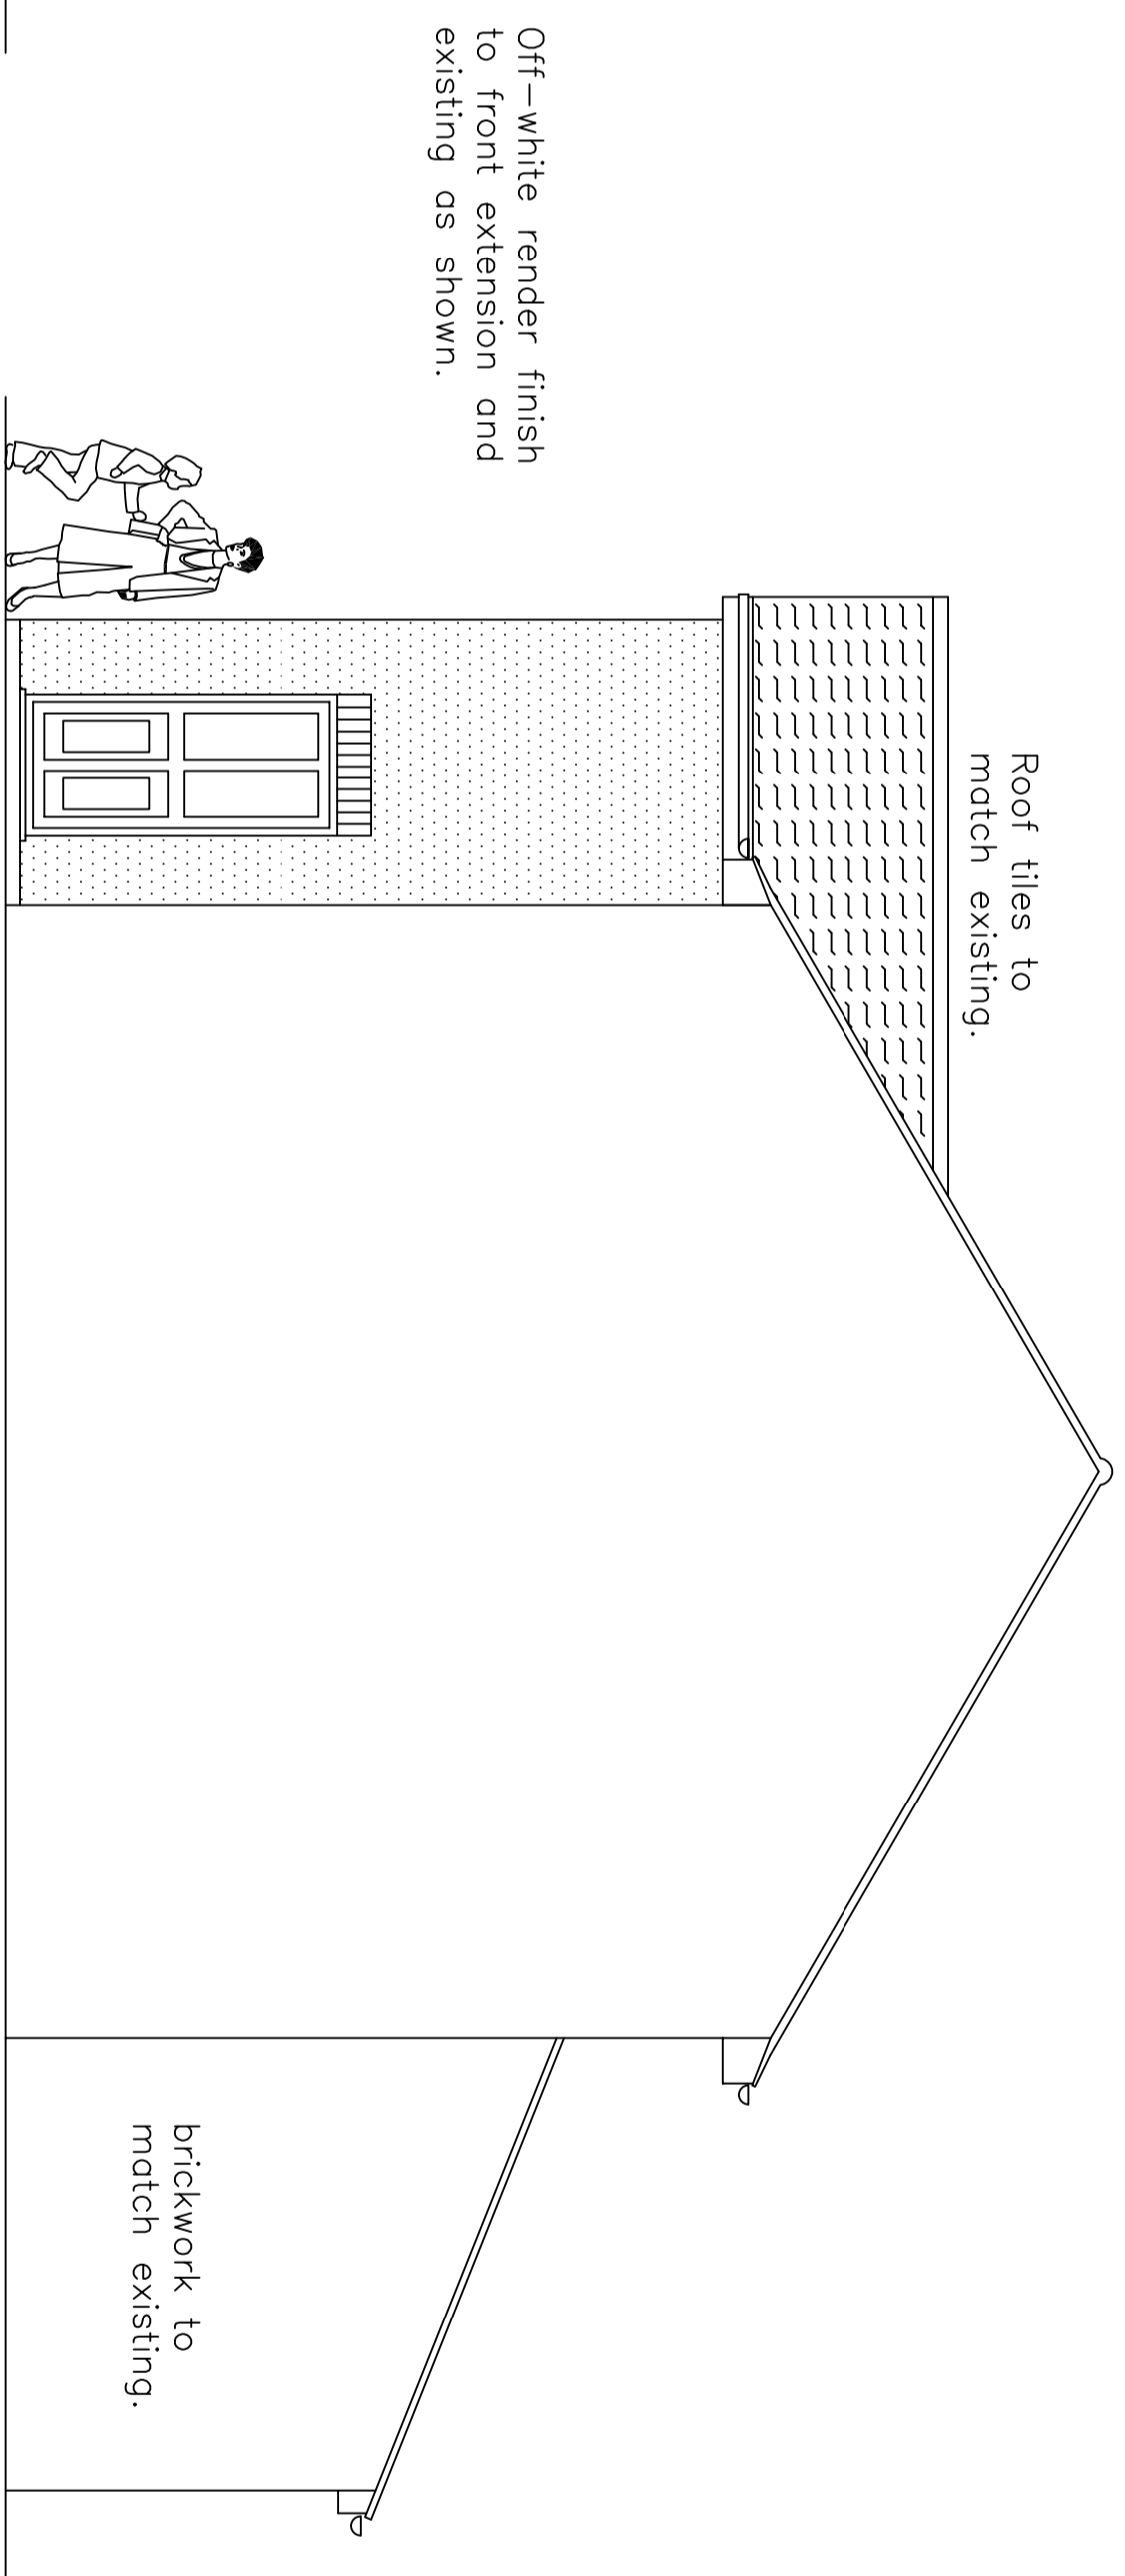 Off-white render finish
to front extension and
existing as shown.
Roof tiles to
match existing.
brickwork to
match existing.